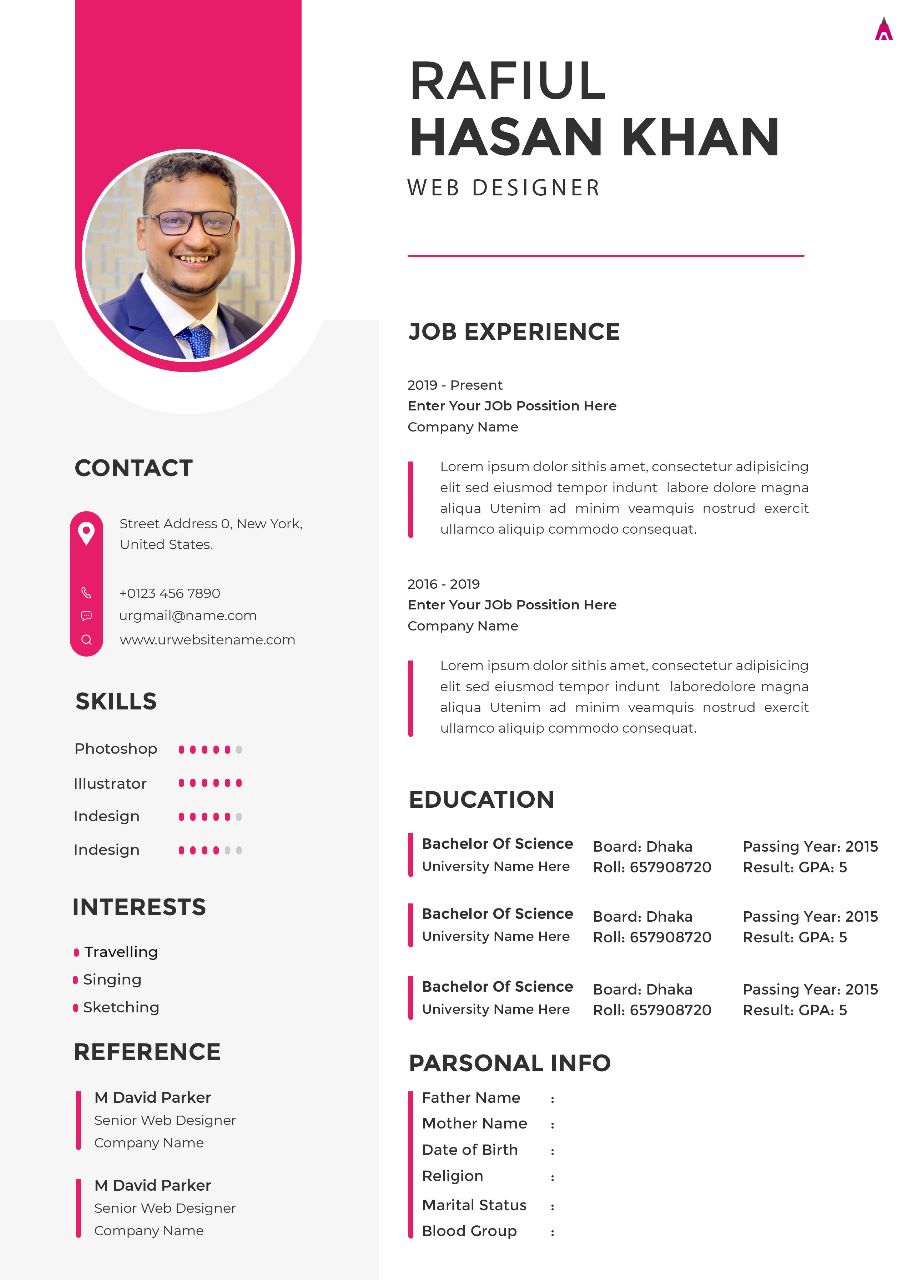 RAFIUL
HASAN KHAN
WEB DESIGNER
CONTACT
Street Address 0, New York,
United States.
+0123 456 7890
urgmail@name.com
www.urwebsitename.com
SKILLS
Photoshop
Illustrator
Indesign
Indesign
INTERESTS
Travelling
Singing
Sketching
REFERENCE
M David Parker
Senior Web Designer
Company Name
M David Parker
Senior Web Designer
Company Name
JOB EXPERIENCE
2019 - Present
Enter Your JOb Possition Here
Company Name
Lorem ipsum dolor sithis amet, consectetur adipisicing
elit sed eiusmod tempor indunt labore dolore magna
aliqua Utenim ad minim veamquis nostrud exercit
ullamco aliquip commodo consequat.
2016 - 2019
Enter Your JOb Possition Here
Company Name
Lorem ipsum dolor sithis amet, consectetur adipisicing
elit sed eiusmod tempor indunt laboredolore magna
aliqua Utenim ad minim veamquis nostrud exercit
ullamco aliquip commodo consequat.
EDUCATION
Bachelor Of Science Board: Dhaka Passing Year: 2015
University Name Here Roll: 657908720 Result: GPA: 5
Bachelor Of Science Board: Dhaka Passing Year: 2015
University Name Here Roll: 657908720 Result: GPA: 5
Bachelor Of Science Board: Dhaka Passing Year: 2015
University Name Here Roll: 657908720 Result: GPA: 5
PARSONAL INFO
Father Name :
Mother Name :
Date of Birth :
Religion :
Marital Status :
Blood Group :